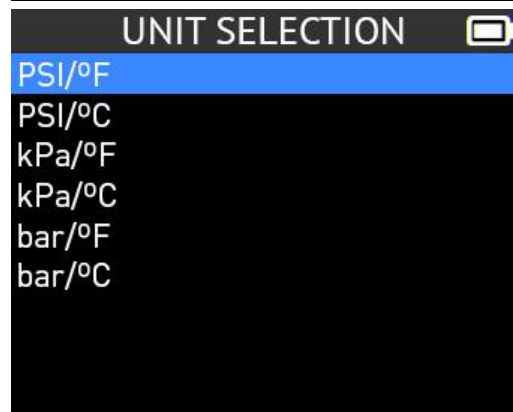 UNIT SELECTION
PSI/ºF
PSI/ºC
kPa/ºF
kPa/ºC
bar/ºF
bar/ºC